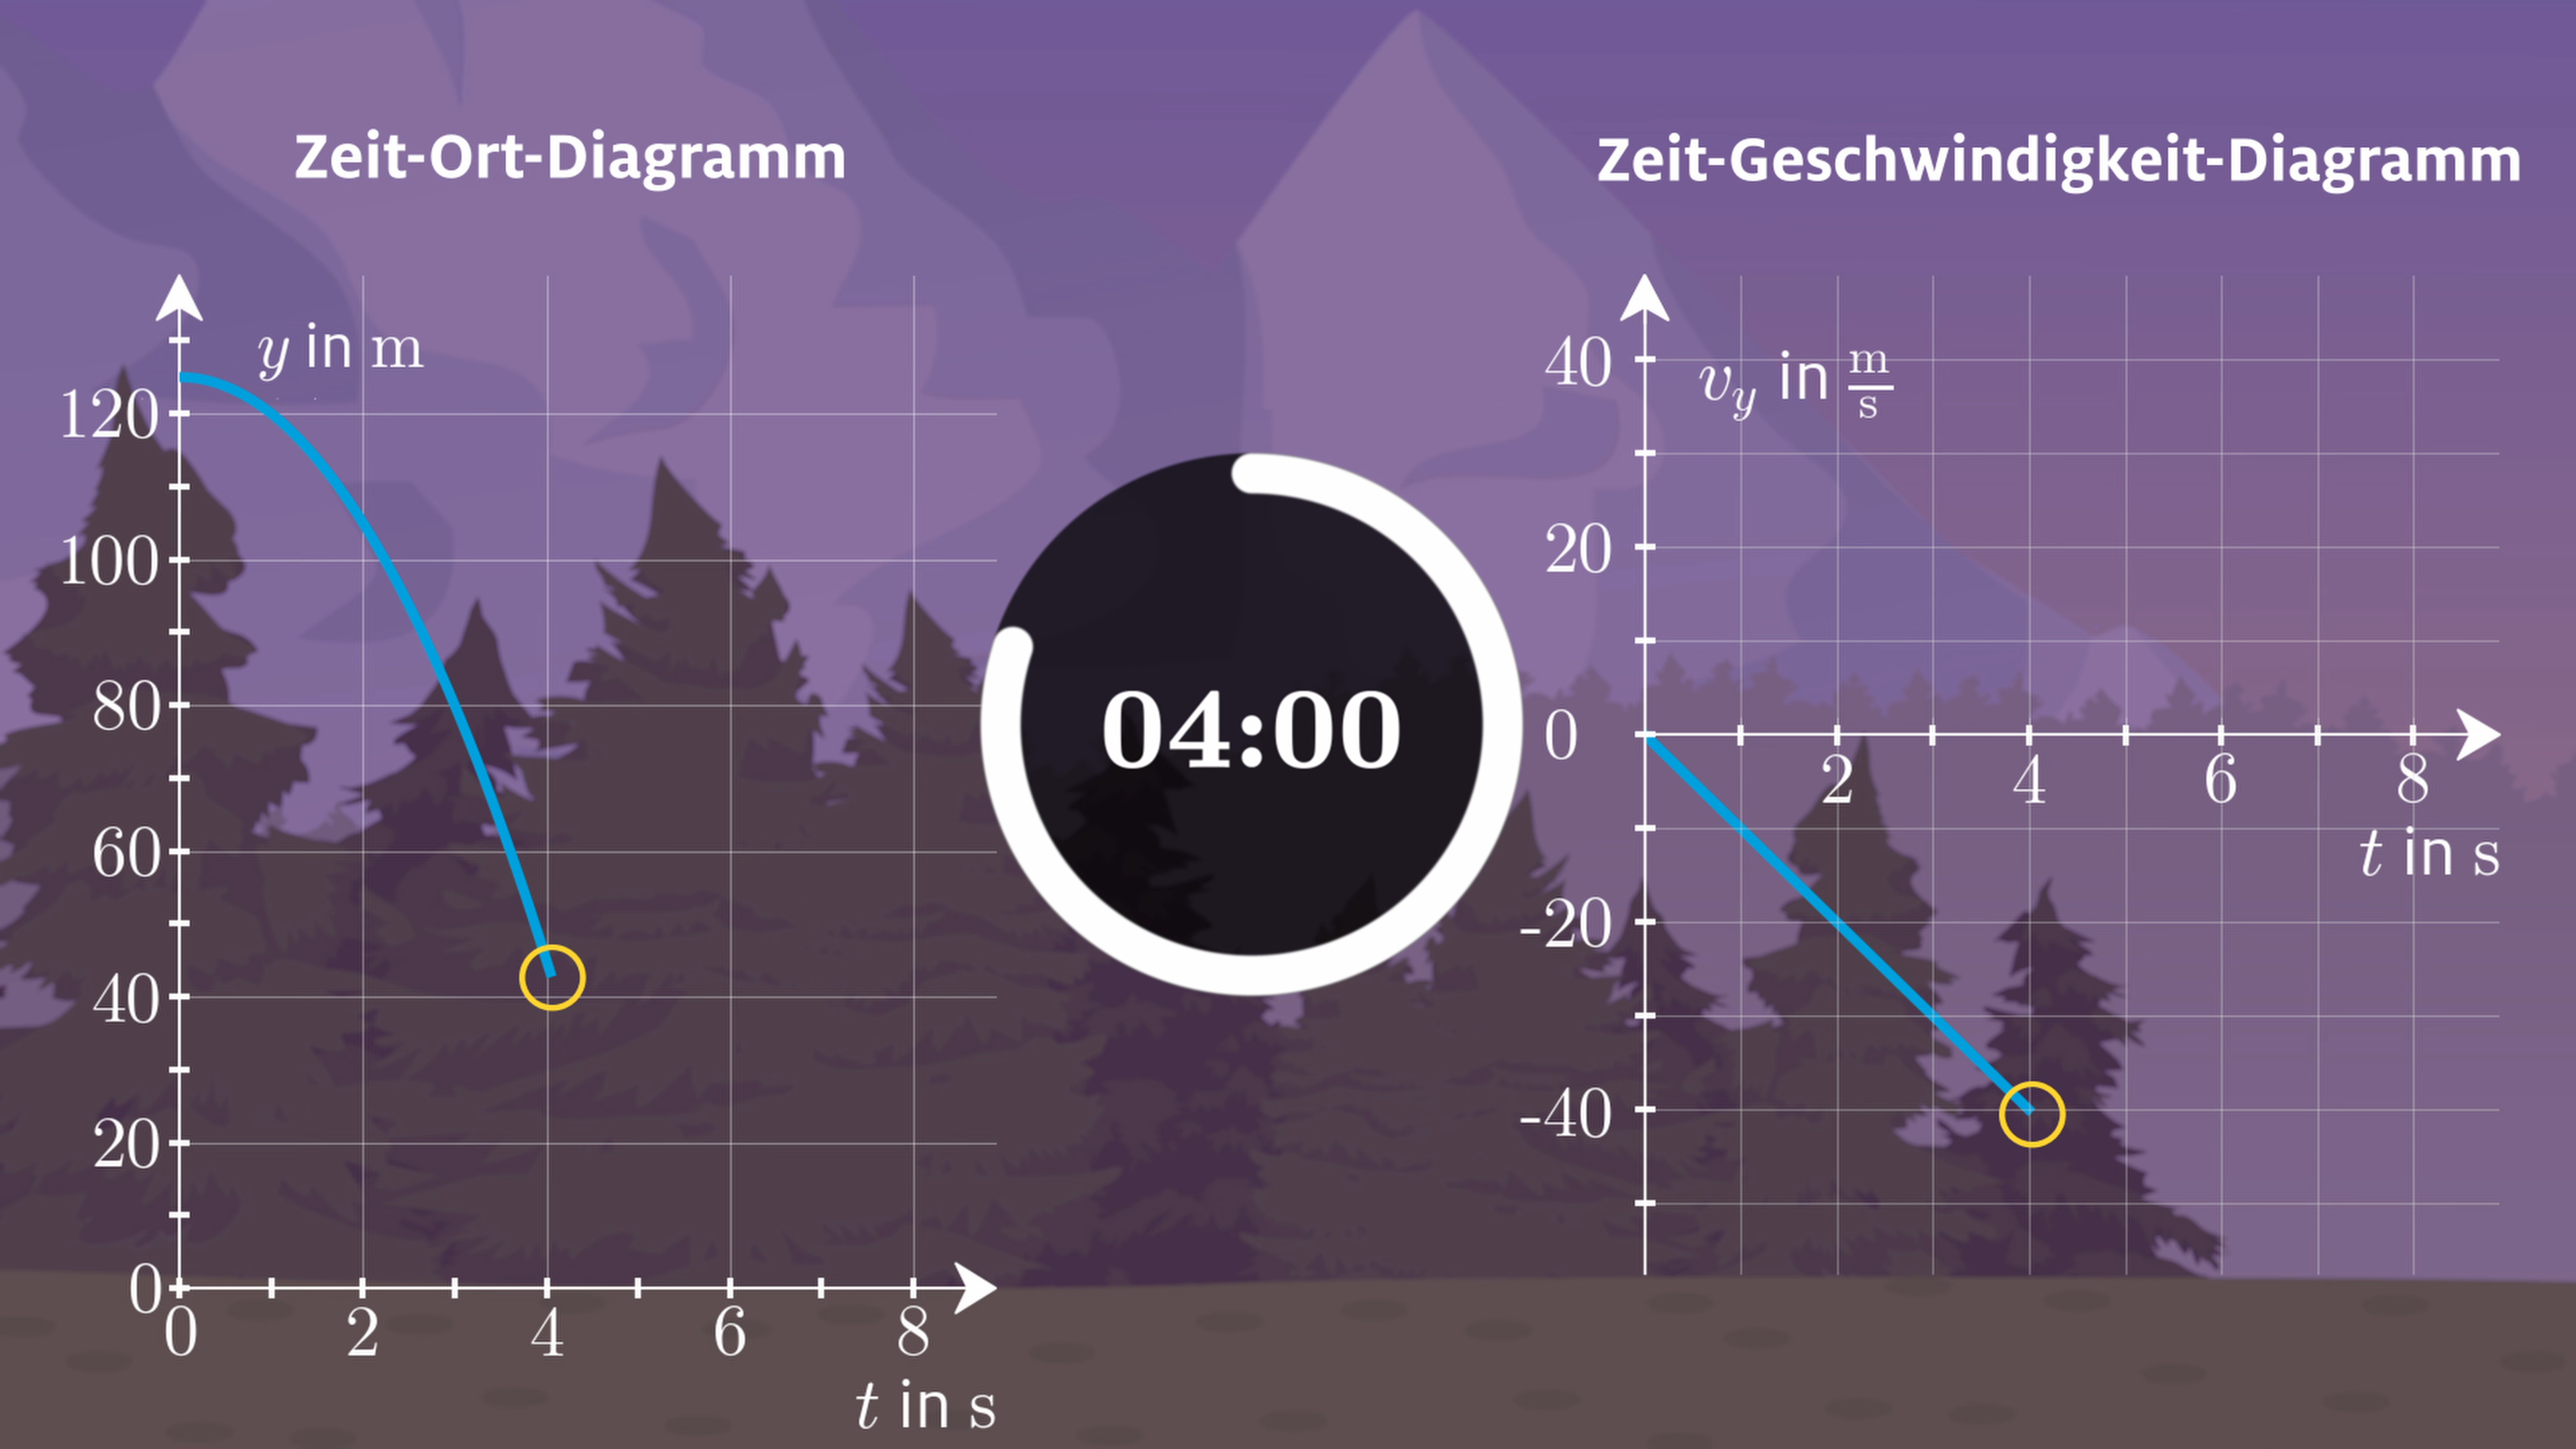 Zeit-Ort-Diagramm
Zeit-Geschwindigkeit-Diagramm
y in m
120
100
80
60
40
20
0
0 2 4 6 8
t in s
04:00
v_y in m/s
40
20
0
-20
-40
2 4 6 8
t in s